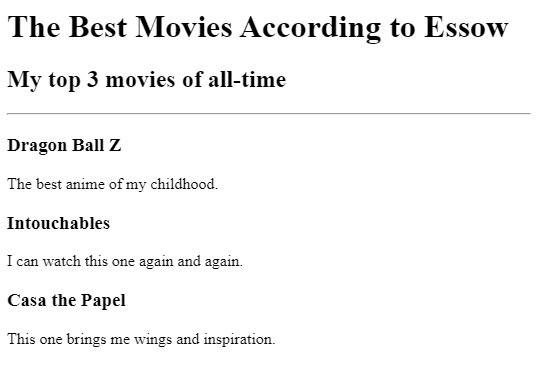 The Best Movies According to Essow
My top 3 movies of all-time
Dragon Ball Z
The best anime of my childhood.
Intouchables
I can watch this one again and again.
Casa the Papel
This one brings me wings and inspiration.